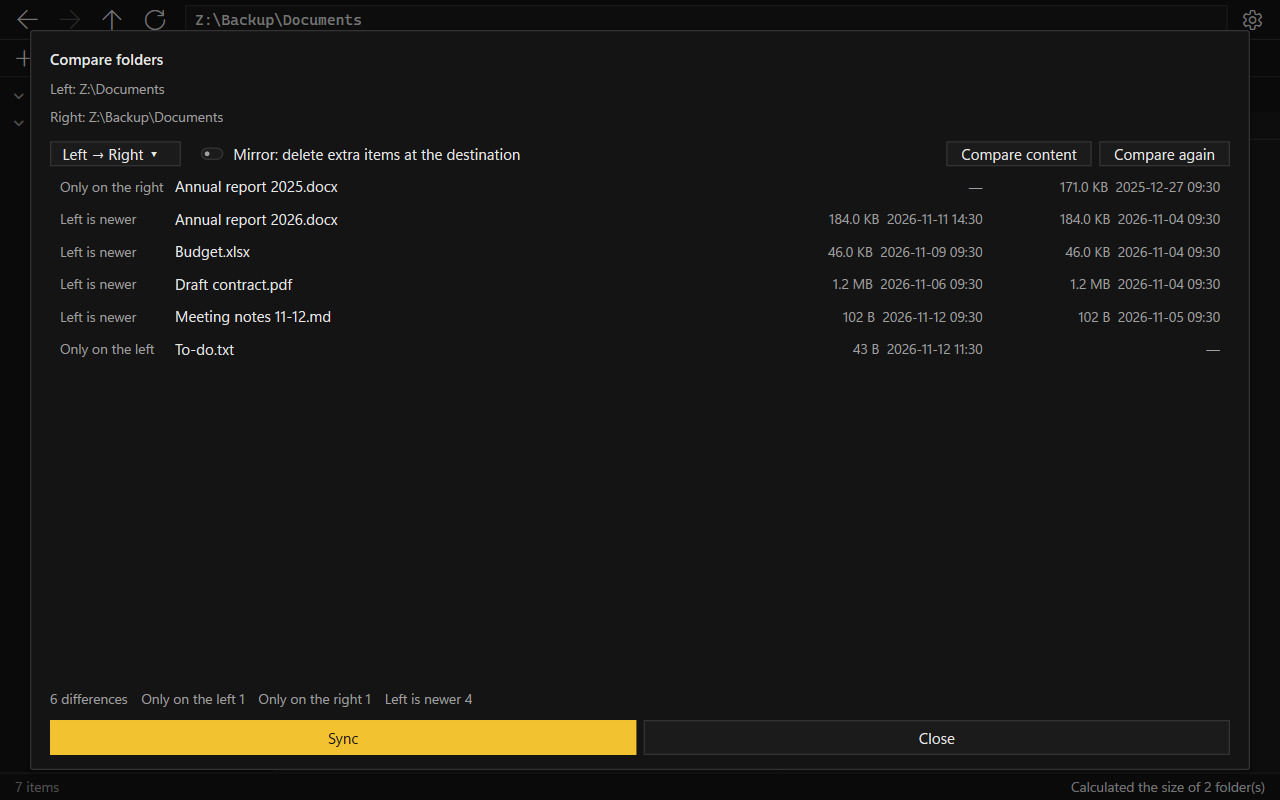 Z:\Backup\Documents
Compare folders
Left: Z:\Documents
Right: Z:\Backup\Documents
Left → Right ▾ Mirror: delete extra items at the destination Compare content Compare again
Only on the right Annual report 2025.docx — 171.0 KB 2025-12-27 09:30
Left is newer Annual report 2026.docx 184.0 KB 2026-11-11 14:30 184.0 KB 2026-11-04 09:30
Left is newer Budget.xlsx 46.0 KB 2026-11-09 09:30 46.0 KB 2026-11-04 09:30
Left is newer Draft contract.pdf 1.2 MB 2026-11-06 09:30 1.2 MB 2026-11-04 09:30
Left is newer Meeting notes 11-12.md 102 B 2026-11-12 09:30 102 B 2026-11-05 09:30
Only on the left To-do.txt 43 B 2026-11-12 11:30 —
6 differences Only on the left 1 Only on the right 1 Left is newer 4
Sync Close
7 items Calculated the size of 2 folder(s)